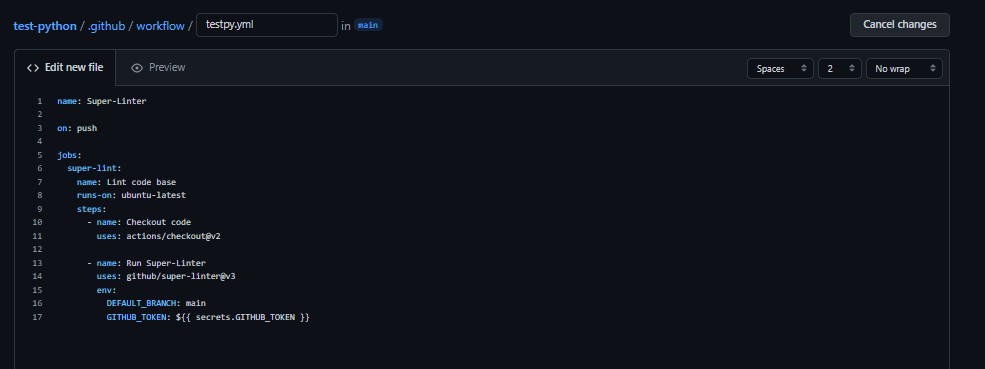 test-python / .github / workflow / testpy.yml in main Cancel changes
Edit new file Preview Spaces 2 No wrap
1 name: Super-Linter
2
3 on: push
4
5 jobs:
6 super-lint:
7 name: Lint code base
8 runs-on: ubuntu-latest
9 steps:
10 - name: Checkout code
11 uses: actions/checkout@v2
12
13 - name: Run Super-Linter
14 uses: github/super-linter@v3
15 env:
16 DEFAULT_BRANCH: main
17 GITHUB_TOKEN: ${{ secrets.GITHUB_TOKEN }}